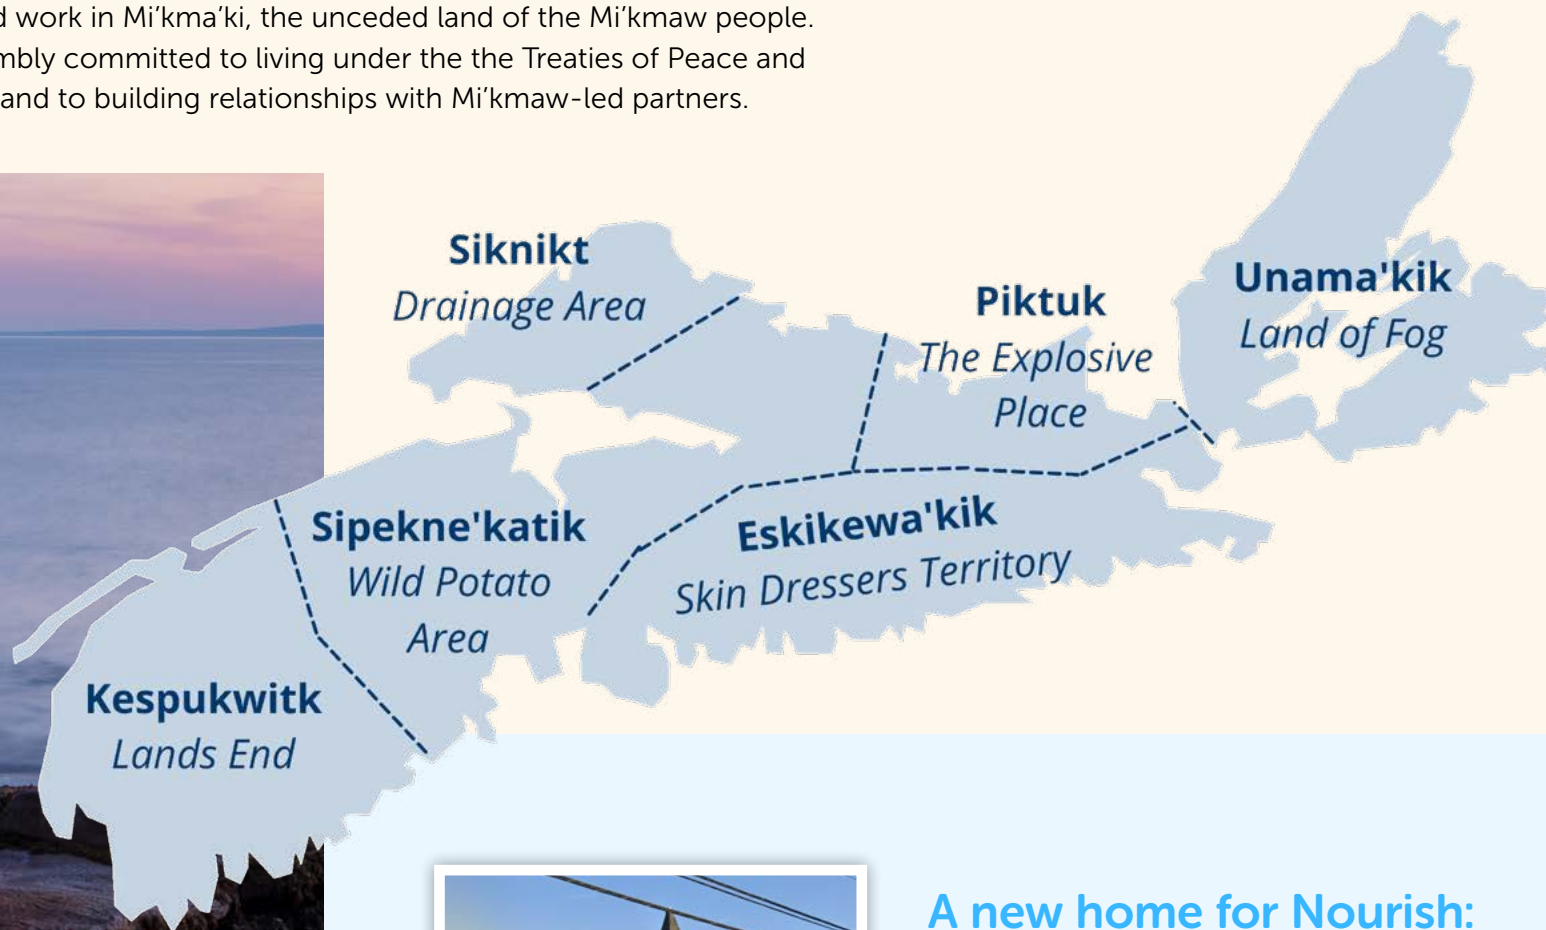 d work in Mi’kma’ki, the unceded land of the Mi’kmaw people.
mbly committed to living under the the Treaties of Peace and
and to building relationships with Mi’kmaw-led partners.
Siknikt
Drainage Area
Piktuk
The Explosive
Place
Unama'kik
Land of Fog
Sipekne'katik
Wild Potato
Area
Eskikewa'kik
Skin Dressers Territory
Kespukwitk
Lands End
A new home for Nourish: